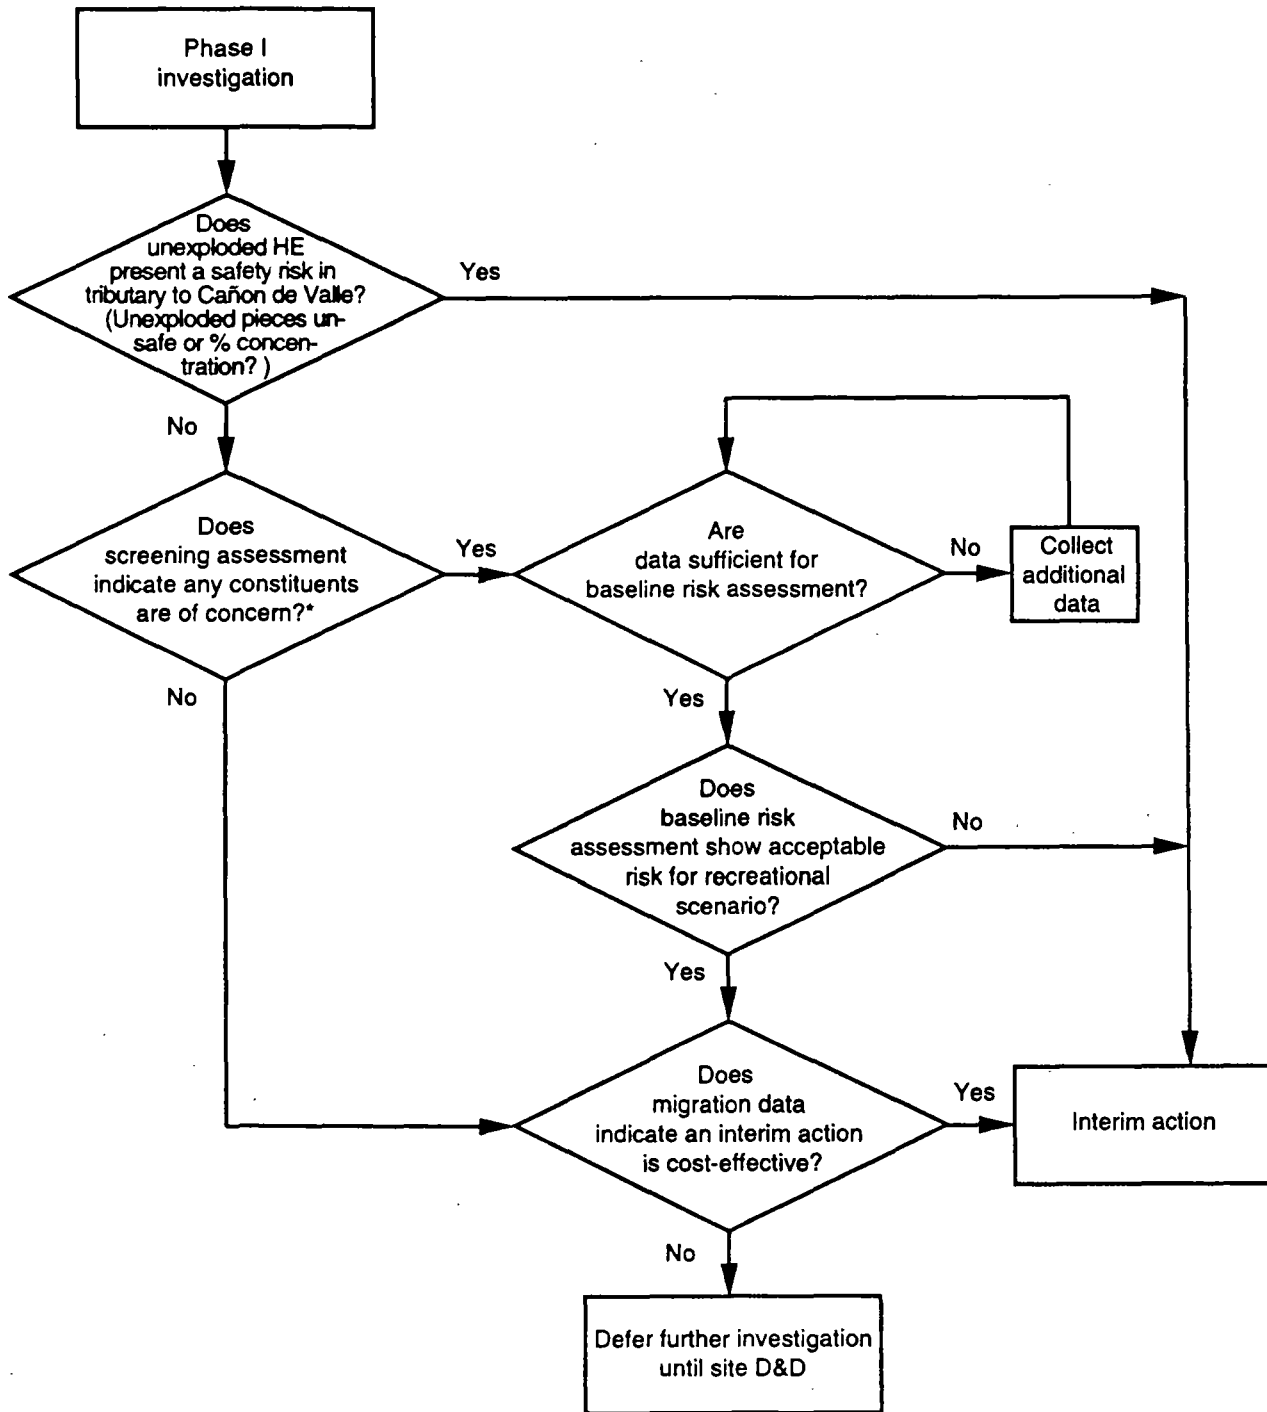 Phase I
investigation
Does
unexploded HE
present a safety risk in
tributary to Cañon de Valle?
(Unexploded pieces un-
safe or % concen-
tration? )
Yes
No
Does
screening assessment
indicate any constituents
are of concern?*
Yes
Are
data sufficient for
baseline risk assessment?
No
Collect
additional
data
No
Yes
Does
baseline risk
assessment show acceptable
risk for recreational
scenario?
No
Yes
Does
migration data
indicate an interim action
is cost-effective?
Yes
Interim action
No
Defer further investigation
until site D&D